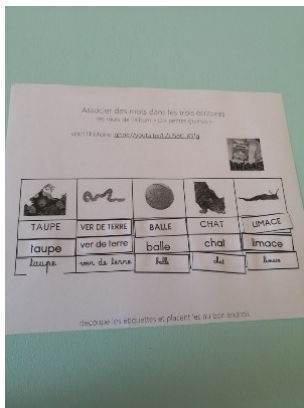 Associer des mots dans les trois écritures
TAUPE VER DE TERRE BALLE CHAT LIMACE
taupe ver de terre balle chat limace
taupe ver de terre balle chat limace
découpe les étiquettes et placent les au bon endroit